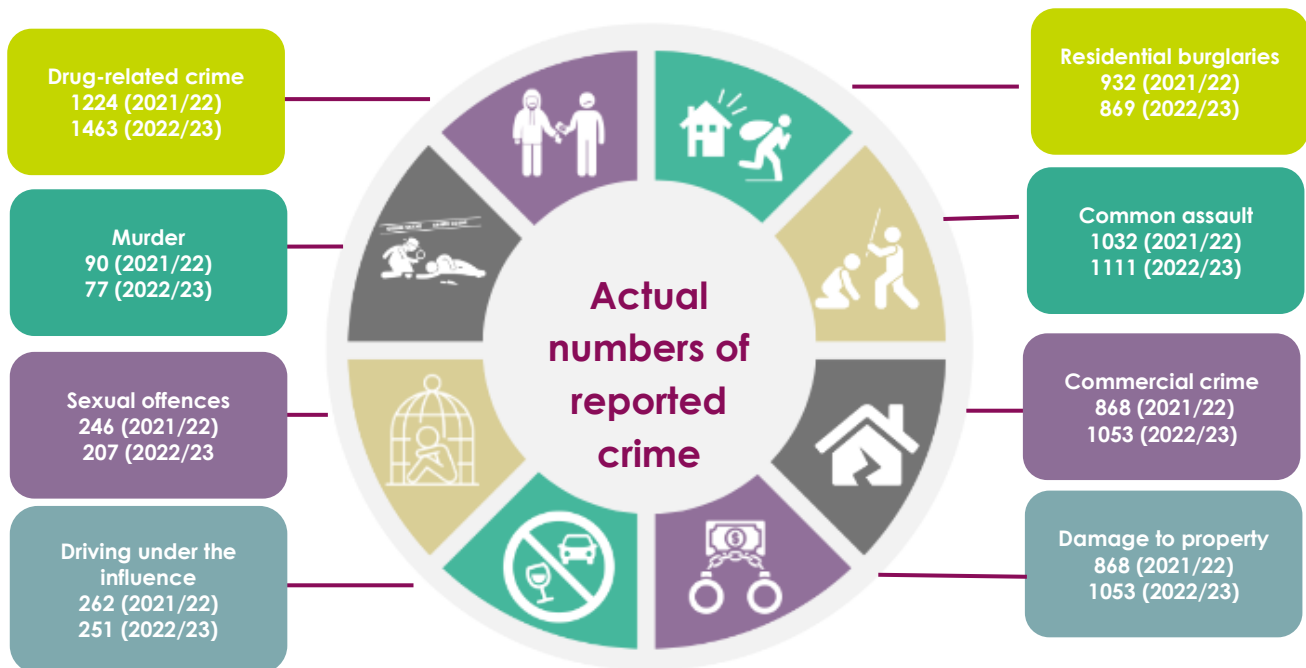 Drug-related crime
1224 (2021/22)
1463 (2022/23)
Murder
90 (2021/22)
77 (2022/23)
Sexual offences
246 (2021/22)
207 (2022/23
Driving under the
influence
262 (2021/22)
251 (2022/23)
Actual
numbers of
reported
crime
Residential burglaries
932 (2021/22)
869 (2022/23)
Common assault
1032 (2021/22)
1111 (2022/23)
Commercial crime
868 (2021/22)
1053 (2022/23)
Damage to property
868 (2021/22)
1053 (2022/23)